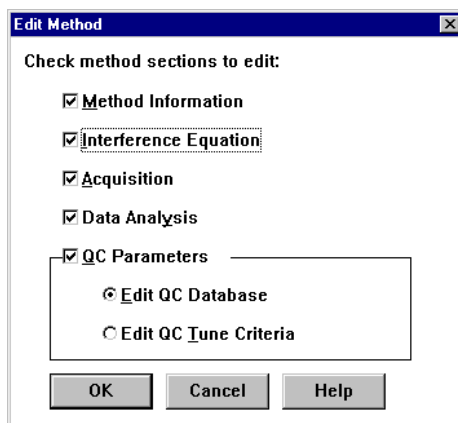 Edit Method
Check method sections to edit:
Method Information
Interference Equation
Acquisition
Data Analysis
QC Parameters
Edit QC Database
Edit QC Tune Criteria
OK Cancel Help